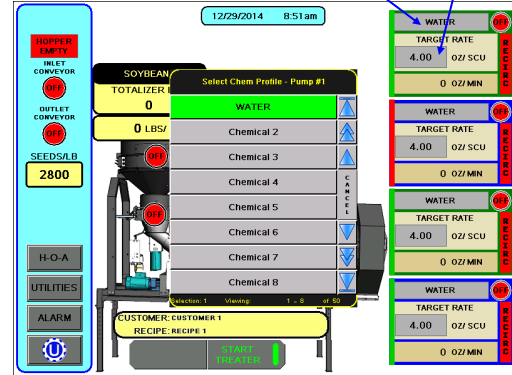 12/29/2014 8:51 am
HOPPER
EMPTY
INLET
CONVEYOR
OFF
OUTLET
CONVEYOR
OFF
SEEDS/LB
2800
H-O-A
UTILITIES
ALARM
U
SOYBEAN
TOTALIZER
0
0 LBS/
OFF
OFF
Select Chem Profile - Pump #1
WATER
Chemical 2
Chemical 3
Chemical 4
Chemical 5
Chemical 6
Chemical 7
Chemical 8
CANCEL
Selection: 1 Viewing: 1 - 8 of 50
CUSTOMER: CUSTOMER 1
RECIPE: RECIPE 1
START
TREATER
WATER OFF
TARGET RATE
4.00 OZ/ SCU
0 OZ/ MIN
RECIRC
WATER OFF
TARGET RATE
4.00 OZ/ SCU
0 OZ/ MIN
RECIRC
WATER OFF
TARGET RATE
4.00 OZ/ SCU
0 OZ/ MIN
RECIRC
WATER OFF
TARGET RATE
4.00 OZ/ SCU
0 OZ/ MIN
RECIRC